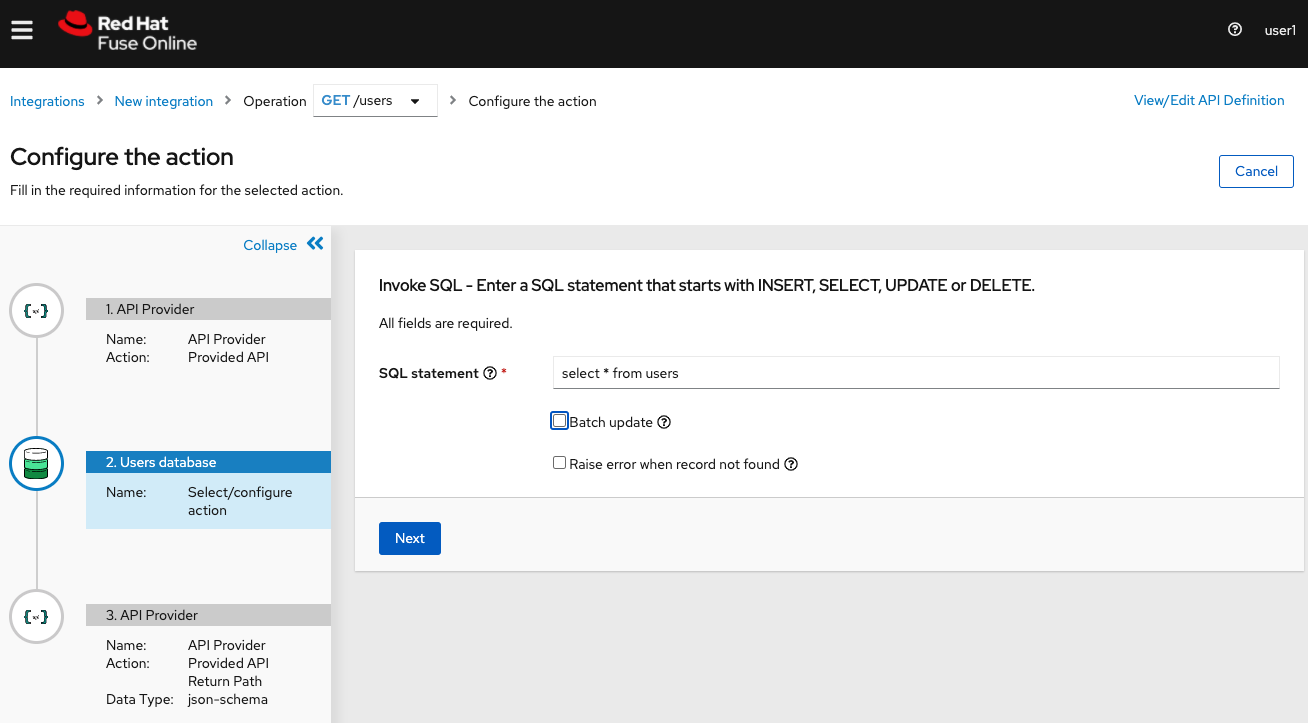 Red Hat
Fuse Online
user1
Integrations > New integration > Operation GET /users > Configure the action
View/Edit API Definition
Configure the action
Cancel
Fill in the required information for the selected action.
Collapse
1. API Provider
Name: API Provider
Action: Provided API
2. Users database
Name: Select/configure
action
3. API Provider
Name: API Provider
Action: Provided API
Return Path
Data Type: json-schema
Invoke SQL - Enter a SQL statement that starts with INSERT, SELECT, UPDATE or DELETE.
All fields are required.
SQL statement * select * from users
Batch update
Raise error when record not found
Next